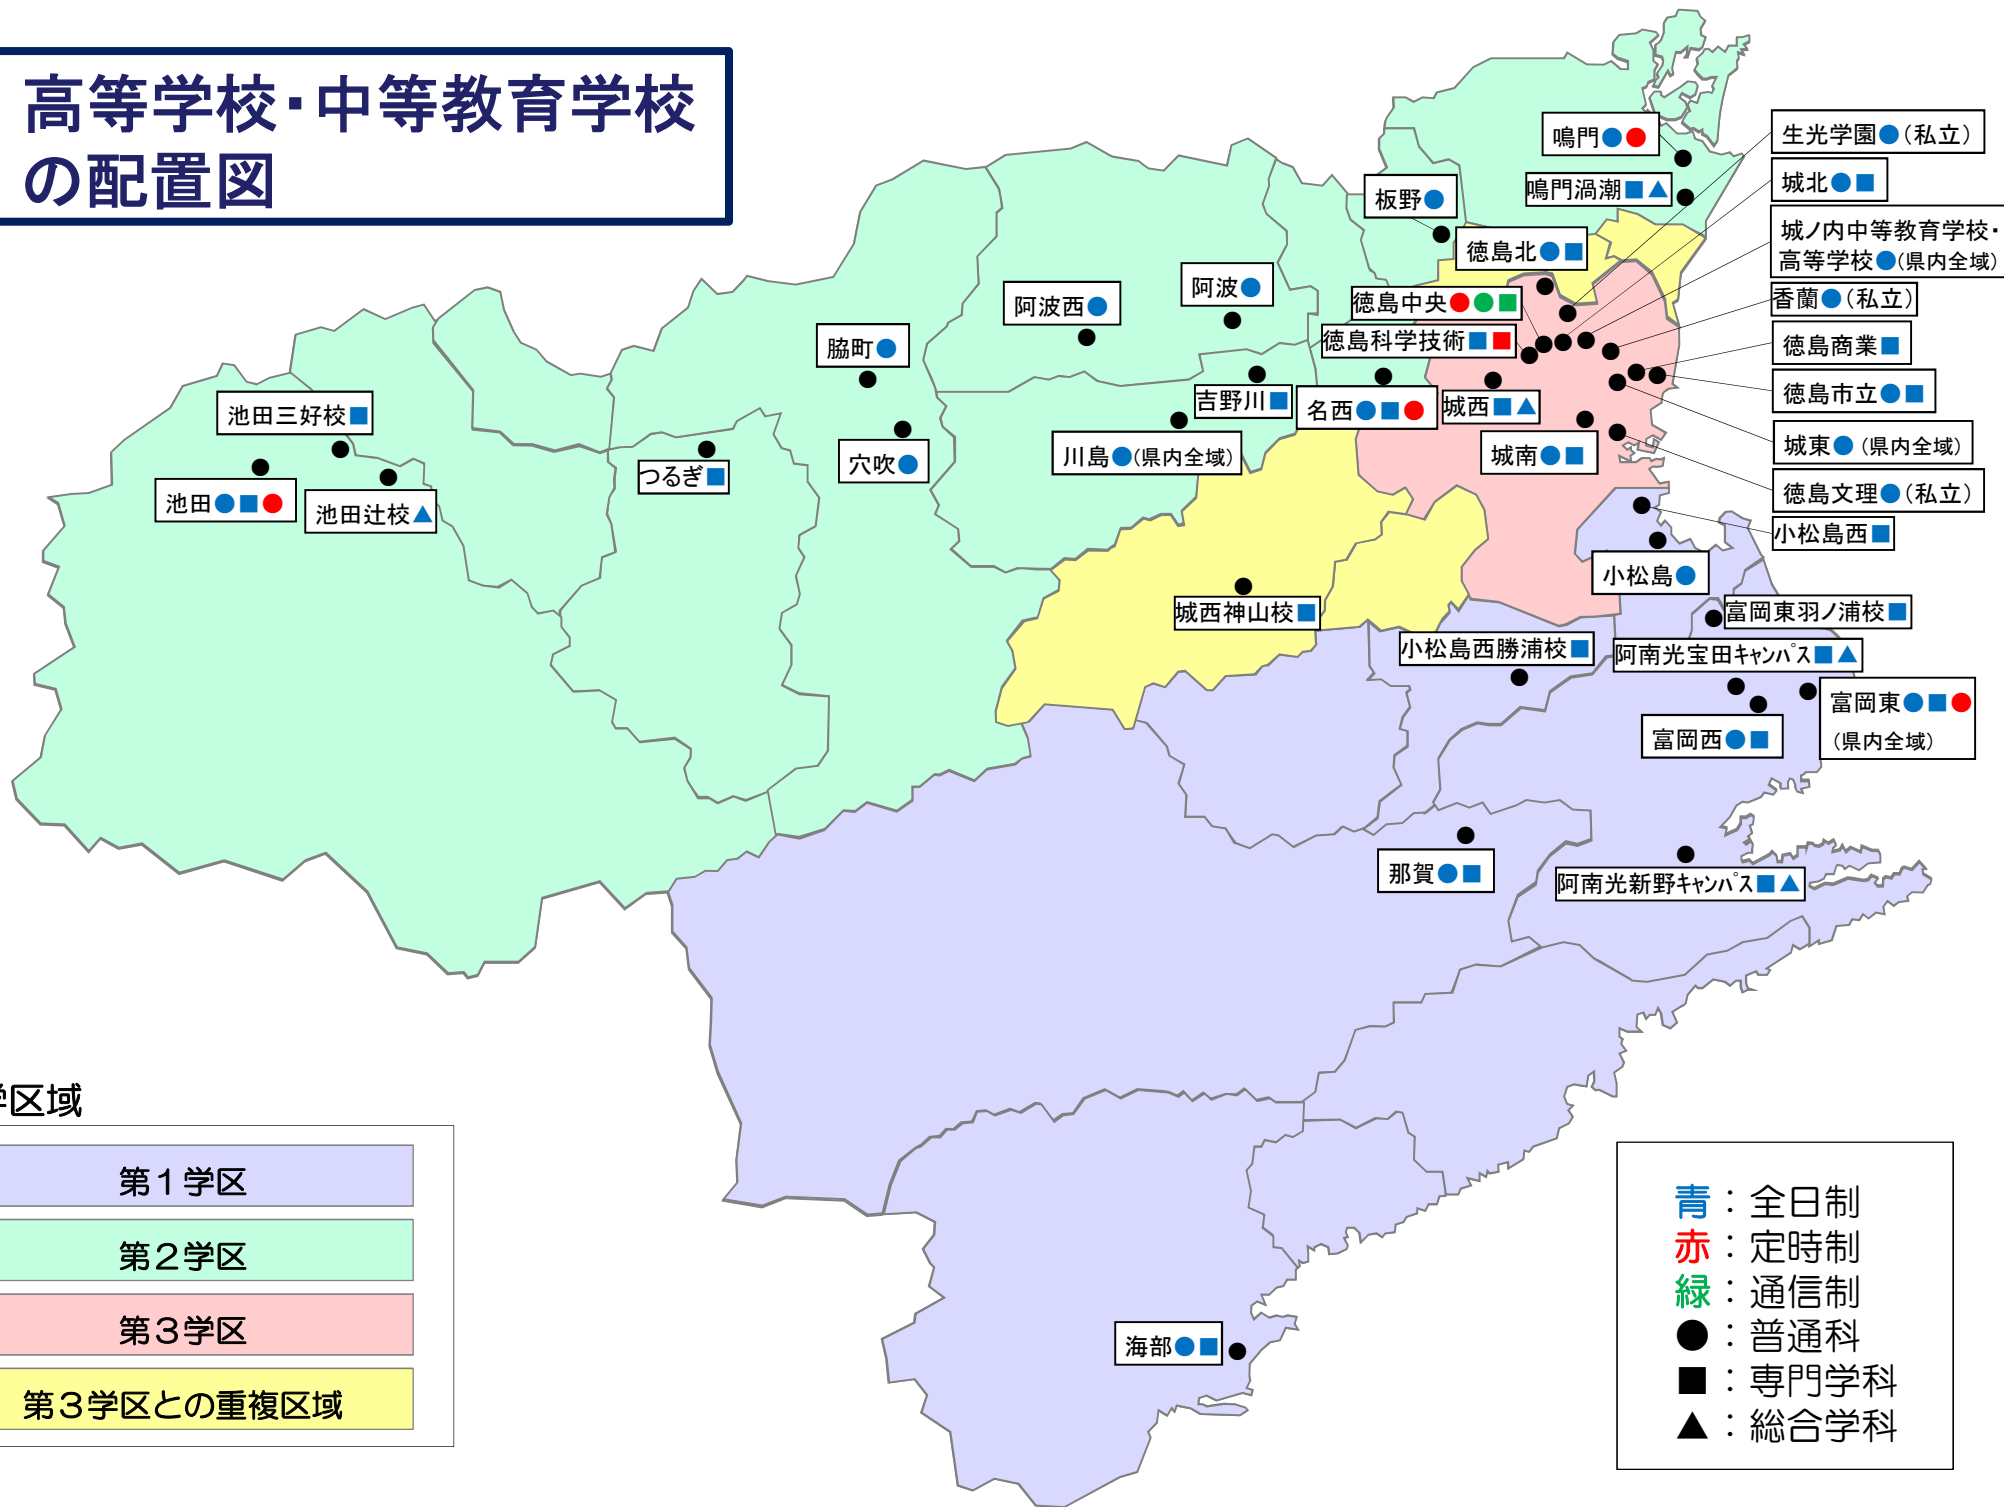 高等学校・中等教育学校
の配置図
鳴門●●
鳴門渦潮■▲
板野●
徳島北●■
徳島中央●●■
徳島科学技術■■
阿波●
阿波西●
脇町●
吉野川■
名西●■●
城西■▲
城南●■
川島●(県内全域)
穴吹●
つるぎ■
池田三好校■
池田●■●
池田辻校▲
生光学園●(私立)
城北●■
城ノ内中等教育学校・
高等学校●(県内全域)
香蘭●(私立)
徳島商業■
徳島市立●■
城東●(県内全域)
徳島文理●(私立)
小松島西■
小松島●
城西神山校■
小松島西勝浦校■
富岡東羽ノ浦校■
阿南光宝田キャンパス■▲
富岡東●■●
(県内全域)
富岡西●■
那賀●■
阿南光新野キャンパス■▲
海部●■
学区域
第1学区
第2学区
第3学区
第3学区との重複区域
青：全日制
赤：定時制
緑：通信制
●：普通科
■：専門学科
▲：総合学科